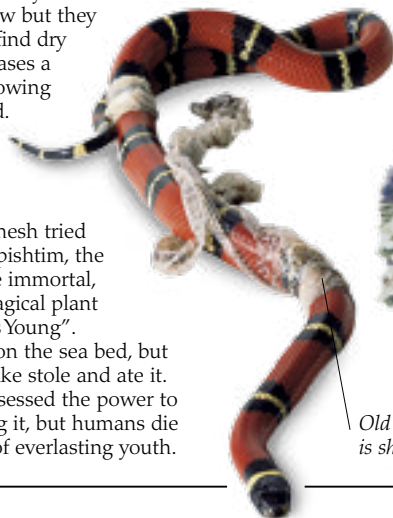 w but they
find dry
ases a
owing
d.
nesh tried
pishtim, the
e immortal,
agical plant
s Young”.
on the sea bed, but
ke stole and ate it.
sessed the power to
g it, but humans die
of everlasting youth.
Old
is sh